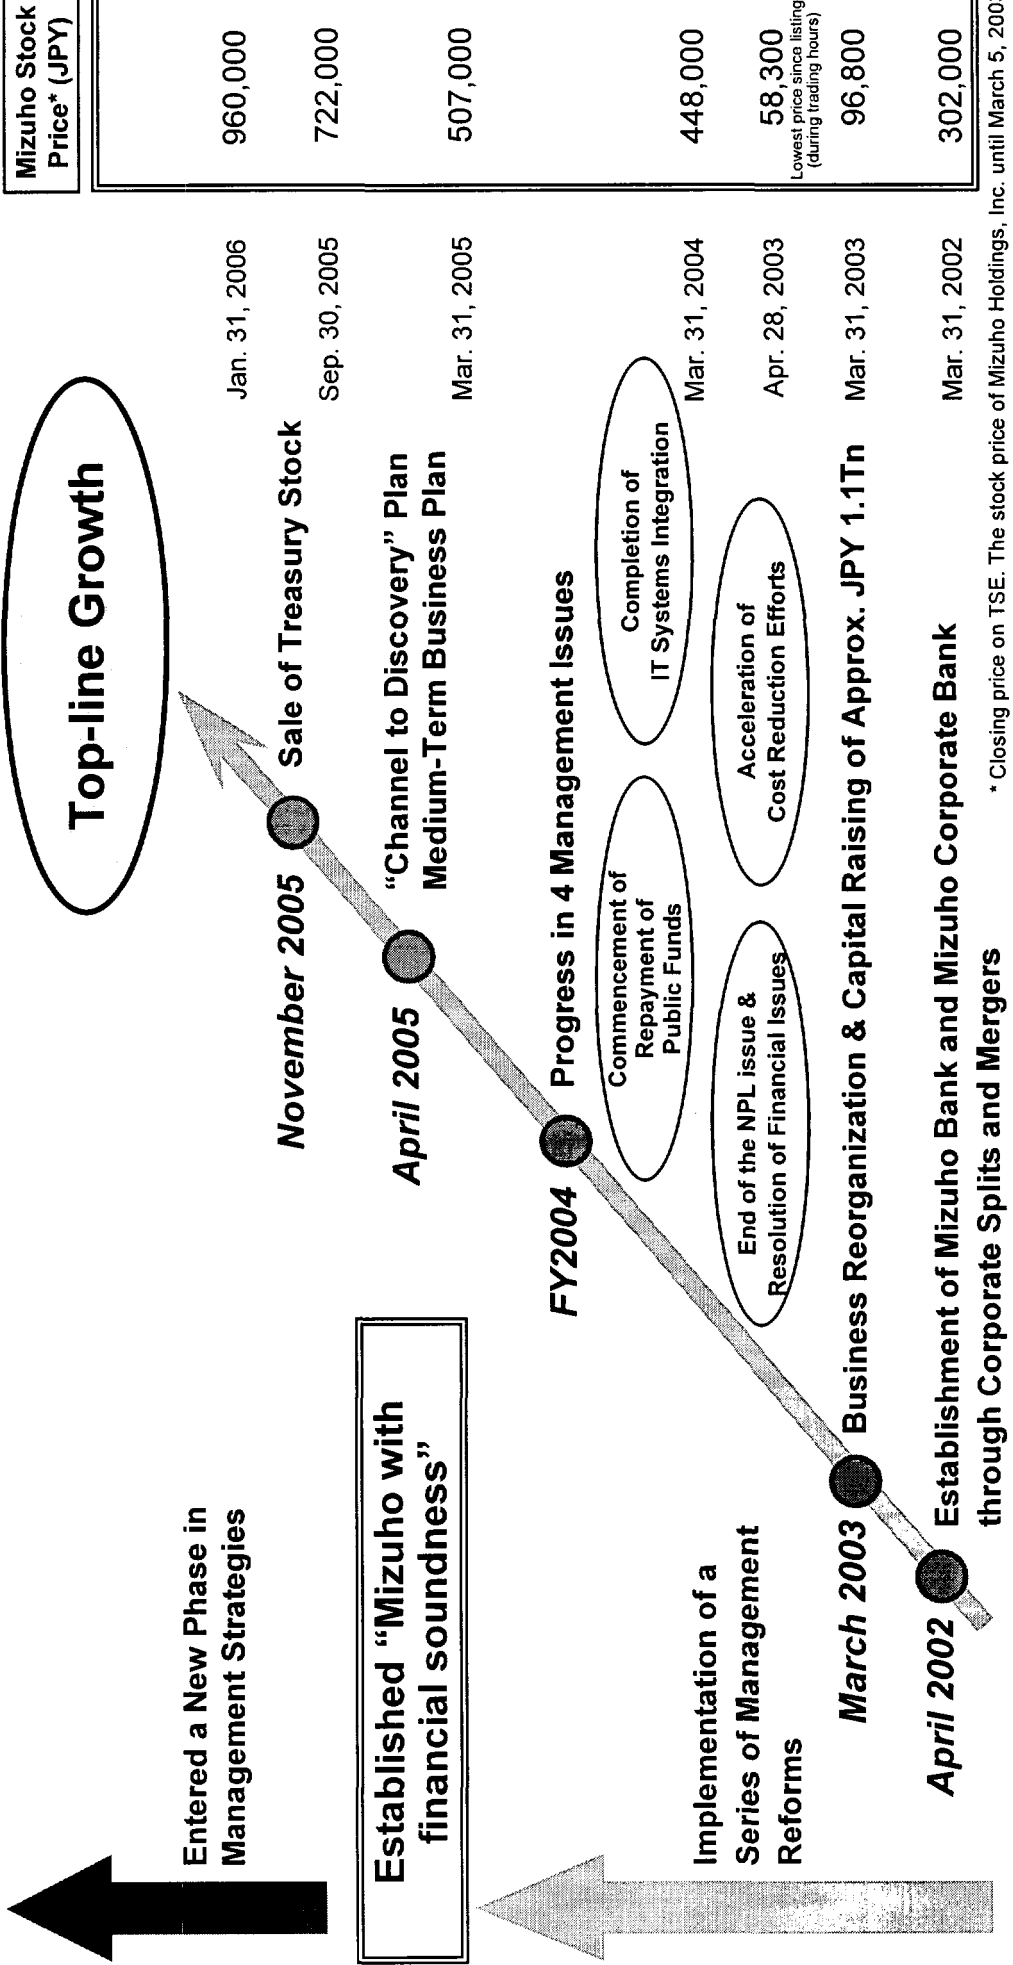 Top-line Growth
Mizuho Stock
Price* (JPY)
Entered a New Phase in
Management Strategies
Jan. 31, 2006
960,000
November 2005
Sale of Treasury Stock
Sep. 30, 2005
722,000
Established “Mizuho with
financial soundness”
April 2005
“Channel to Discovery” Plan
Medium-Term Business Plan
Mar. 31, 2005
507,000
FY2004
Progress in 4 Management Issues
Commencement of
Repayment of
Public Funds
Completion of
IT Systems Integration
Mar. 31, 2004
448,000
End of the NPL issue &
Resolution of Financial Issues
Acceleration of
Cost Reduction Efforts
Apr. 28, 2003
58,300
Lowest price since listing
(during trading hours)
Implementation of a
Series of Management
Reforms
March 2003
Business Reorganization & Capital Raising of Approx. JPY 1.1Tn
Mar. 31, 2003
96,800
April 2002
Establishment of Mizuho Bank and Mizuho Corporate Bank
through Corporate Splits and Mergers
Mar. 31, 2002
302,000
* Closing price on TSE. The stock price of Mizuho Holdings, Inc. until March 5, 2003